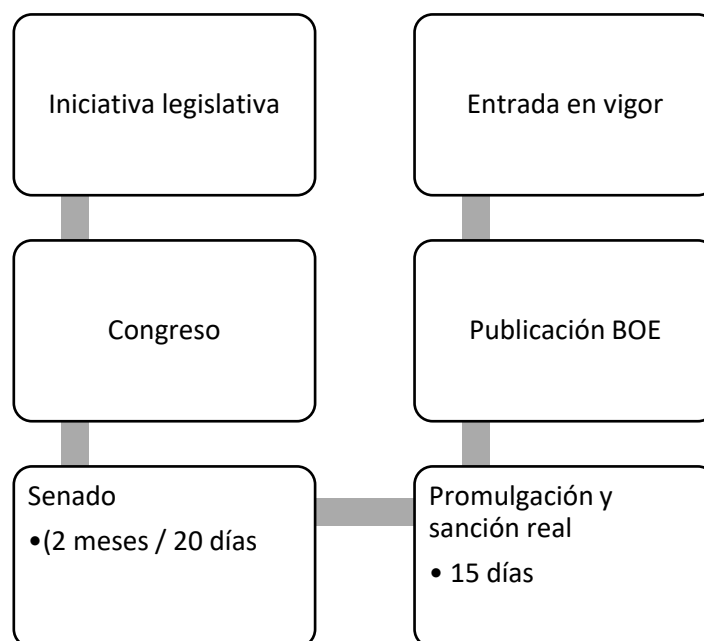 Iniciativa legislativa
Congreso
Senado
•(2 meses / 20 días
Promulgación y
sanción real
• 15 días
Publicación BOE
Entrada en vigor